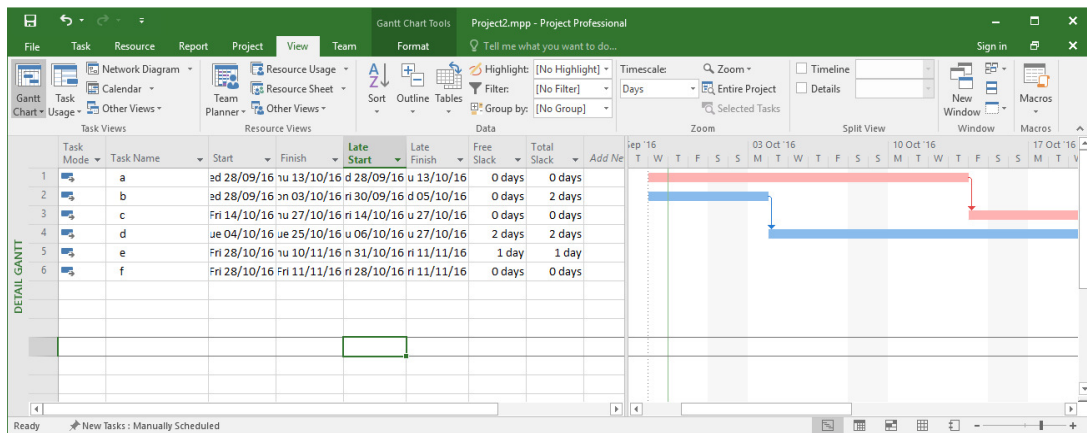 Gantt Chart Tools Project2.mpp - Project Professional
File Task Resource Report Project View Team Format Tell me what you want to do... Sign in
Gantt Chart
Task Usage
Network Diagram
Calendar
Other Views
Task Views
Team Planner
Resource Usage
Resource Sheet
Other Views
Resource Views
Sort
Outline
Tables
Highlight: [No Highlight]
Filter: [No Filter]
Group by: [No Group]
Data
Timescale:
Days
Zoom
Entire Project
Selected Tasks
Zoom
Timeline
Details
Split View
New Window
Window
Macros
Macros
Task Mode Task Name Start Finish Late Start Late Finish Free Slack Total Slack Add Ne
ep '16 03 Oct '16 10 Oct '16 17 Oct '16
T W T F S S M T W T F S S M T W T F S S M T W
1 a ed 28/09/16 hu 13/10/16 d 28/09/16 u 13/10/16 0 days 0 days
2 b ed 28/09/16 on 03/10/16 ri 30/09/16 d 05/10/16 0 days 2 days
3 c Fri 14/10/16 hu 27/10/16 ri 14/10/16 u 27/10/16 0 days 0 days
4 d ue 04/10/16 ue 25/10/16 u 06/10/16 u 27/10/16 2 days 2 days
5 e Fri 28/10/16 hu 10/11/16 n 31/10/16 ri 11/11/16 1 day 1 day
6 f Fri 28/10/16 Fri 11/11/16 ri 28/10/16 ri 11/11/16 0 days 0 days
DETAIL GANTT
Ready New Tasks : Manually Scheduled